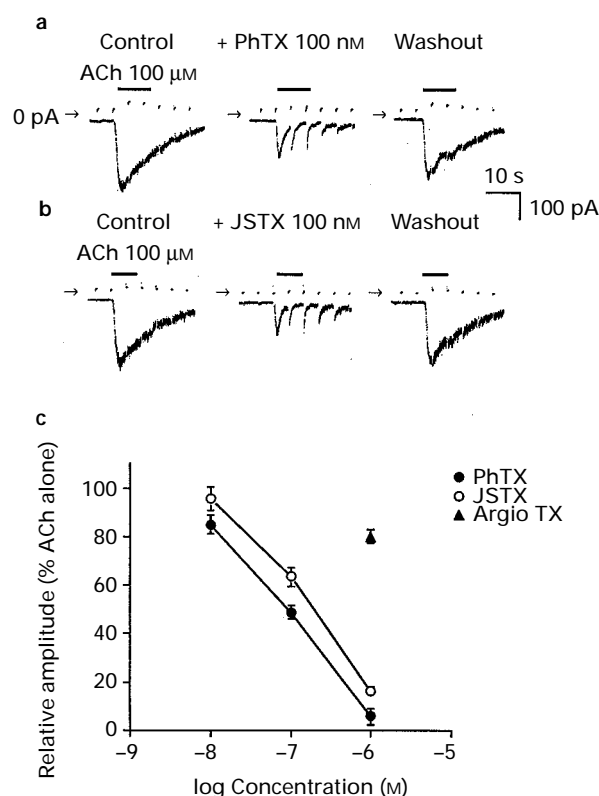 a
Control + PhTX 100 nM Washout
ACh 100 µM
0 pA →
→
→
10 s
100 pA
b
Control + JSTX 100 nM Washout
ACh 100 µM
→
→
→
c
Relative amplitude (% ACh alone)
100
80
60
40
20
0
−9 −8 −7 −6 −5
log Concentration (M)
PhTX
JSTX
Argio TX